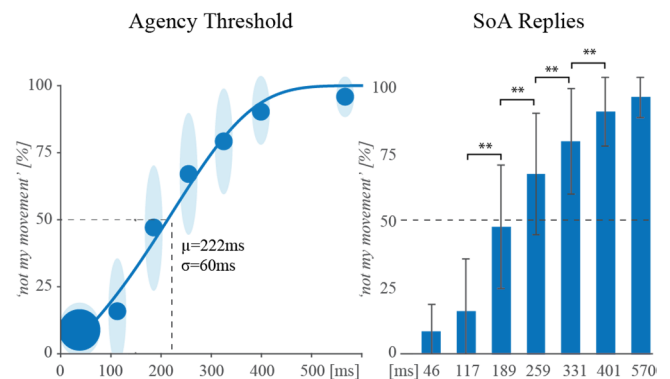 Agency Threshold
SoA Replies
'not my movement' [%]
100
75
50
25
0
μ=222ms
σ=60ms
0 100 200 300 400 500 [ms]
'not my movement' [%]
100
75
50
25
0
**
**
**
**
[ms] 46 117 189 259 331 401 570